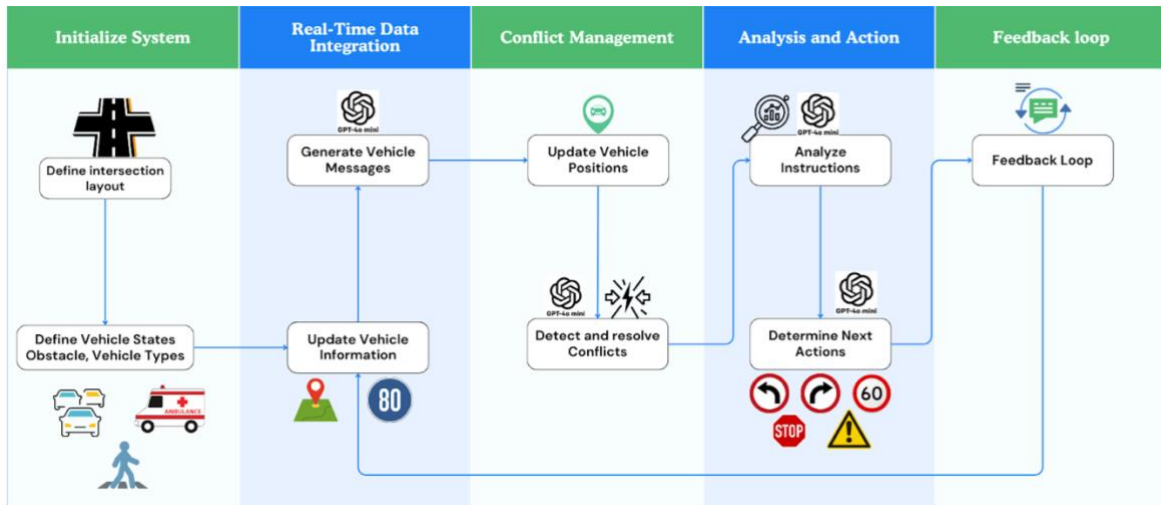 Initialize System
Real-Time Data
Integration
Conflict Management
Analysis and Action
Feedback loop
GPT-4o mini
GPT-4o mini
Define intersection
layout
Generate Vehicle
Messages
Update Vehicle
Positions
Analyze
Instructions
Feedback Loop
GPT-4o mini
GPT-4o mini
Define Vehicle States
Obstacle, Vehicle Types
Update Vehicle
Information
Detect and resolve
Conflicts
Determine Next
Actions
AMBULANCE
80
60
STOP